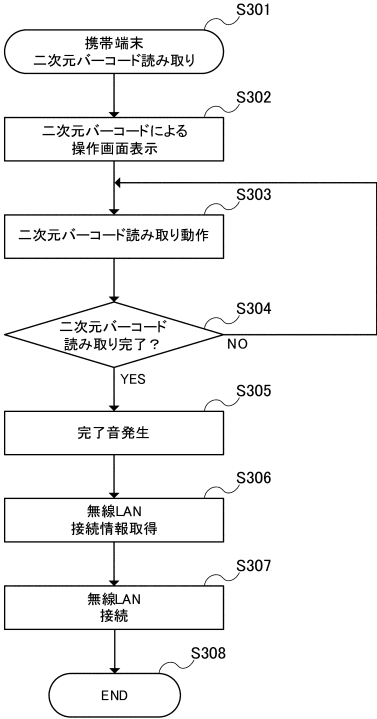 S301
携帯端末
二次元バーコード読み取り
S302
二次元バーコードによる
操作画面表示
S303
二次元バーコード読み取り動作
S304
二次元バーコード
読み取り完了？
NO
YES
S305
完了音発生
S306
無線LAN
接続情報取得
S307
無線LAN
接続
S308
END